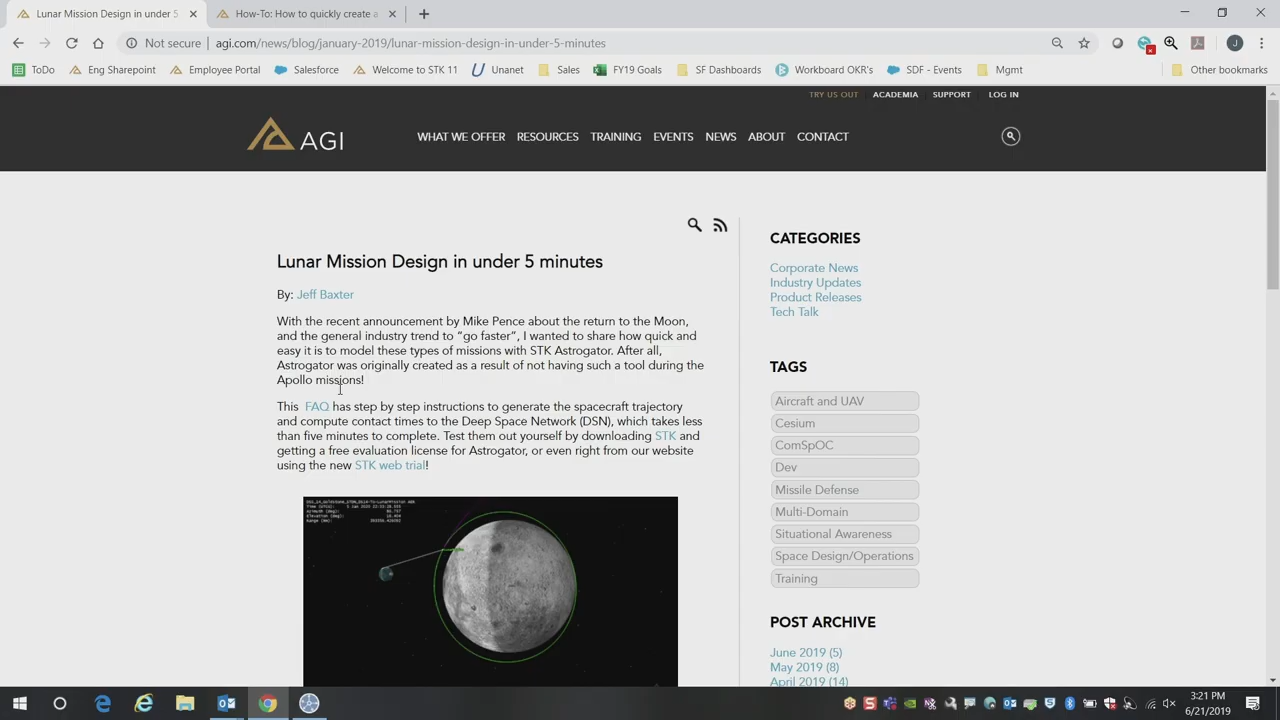 Lunar Mission Design in under 5
How-To: How to quickly create a
Not secure
agi.com/news/blog/january-2019/lunar-mission-design-in-under-5-minutes
J
ToDo
Eng Sharepoint
Employee Portal
Salesforce
Welcome to STK 11
Unanet
Sales
FY19 Goals
SF Dashboards
Workboard OKR's
SDF - Events
Mgmt
Other bookmarks
TRY US OUT
ACADEMIA
SUPPORT
LOG IN
AGI
WHAT WE OFFER
RESOURCES
TRAINING
EVENTS
NEWS
ABOUT
CONTACT
Lunar Mission Design in under 5 minutes
By: Jeff Baxter
With the recent announcement by Mike Pence about the return to the Moon,
and the general industry trend to “go faster”, I wanted to share how quick and
easy it is to model these types of missions with STK Astrogator. After all,
Astrogator was originally created as a result of not having such a tool during the
Apollo missions!
This FAQ has step by step instructions to generate the spacecraft trajectory
and compute contact times to the Deep Space Network (DSN), which takes less
than five minutes to complete. Test them out yourself by downloading STK and
getting a free evaluation license for Astrogator, or even right from our website
using the new STK web trial!
CATEGORIES
Corporate News
Industry Updates
Product Releases
Tech Talk
TAGS
Aircraft and UAV
Cesium
ComSpOC
Dev
Missile Defense
Multi-Domain
Situational Awareness
Space Design/Operations
Training
POST ARCHIVE
June 2019 (5)
May 2019 (8)
April 2019 (14)
3:21 PM
6/21/2019